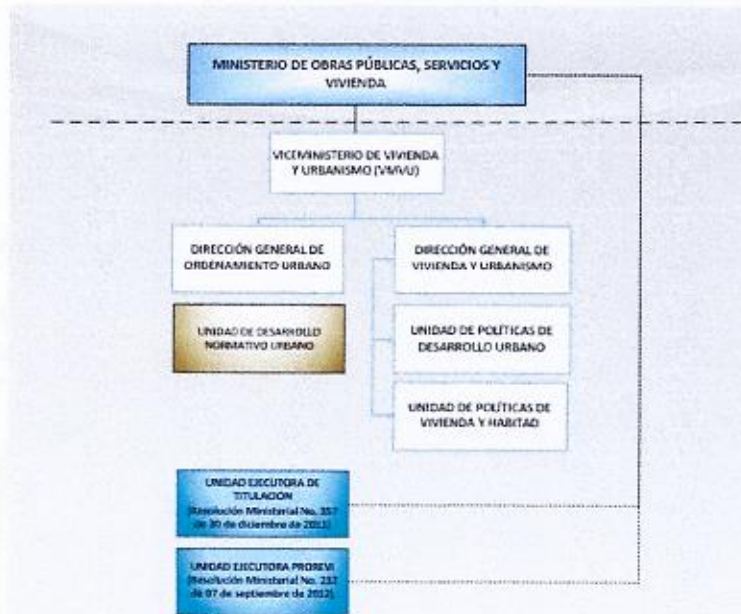 MINISTERIO DE OBRAS PÚBLICAS, SERVICIOS Y
VIVIENDA
VICEMINISTERIO DE VIVIENDA
Y URBANISMO (VMVU)
DIRECCIÓN GENERAL DE
ORDENAMIENTO URBANO
DIRECCIÓN GENERAL DE
VIVIENDA Y URBANISMO
UNIDAD DE DESARROLLO
NORMATIVO URBANO
UNIDAD DE POLÍTICAS DE
DESARROLLO URBANO
UNIDAD DE POLÍTICAS DE
VIVIENDA Y HABITAD
UNIDAD EJECUTORA DE
TITULACIÓN
(Resolución Ministerial No. 357
de 30 de diciembre de
UNIDAD EJECUTORA PROREVI
(Resolución Ministerial No. 232
de 07 de septiembre de 2012)